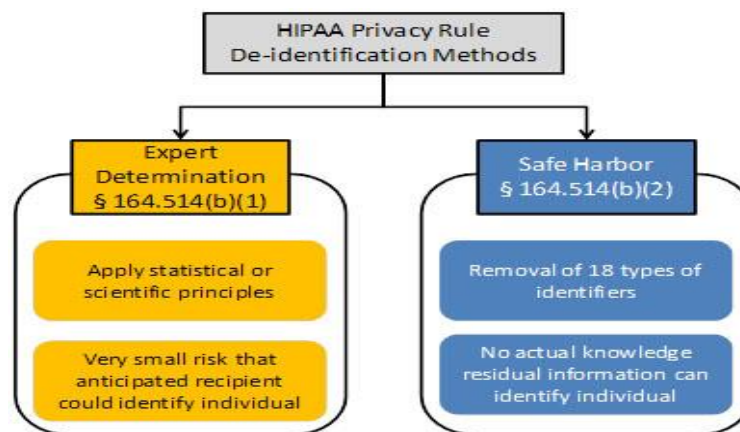 HIPAA Privacy Rule
De-identification Methods
Expert
Determination
§ 164.514(b)(1)
Apply statistical or
scientific principles
Very small risk that
anticipated recipient
could identify individual
Safe Harbor
§ 164.514(b)(2)
Removal of 18 types of
identifiers
No actual knowledge
residual information can
identify individual